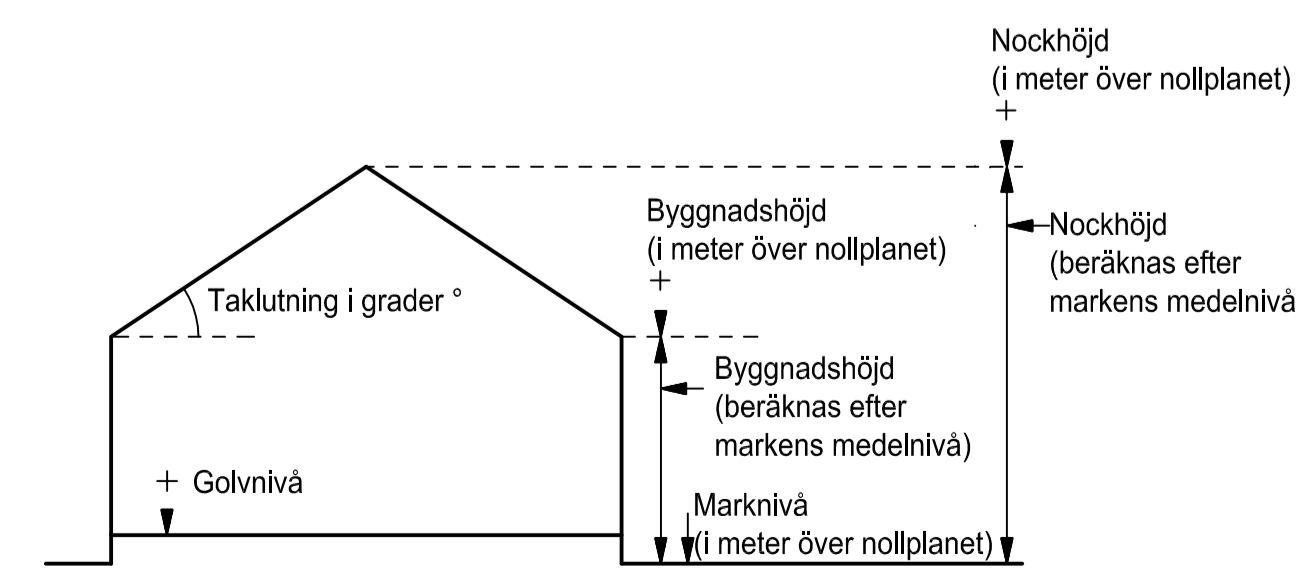 Nockhöjd
(i meter över nollplanet)
+
Byggnadshöjd
(i meter över nollplanet)
+
Nockhöjd
(beräknas efter
markens medelnivå
Taklutning i grader °
Byggnadshöjd
(beräknas efter
markens medelnivå)
+ Golvnivå
Marknivå
(i meter över nollplanet)